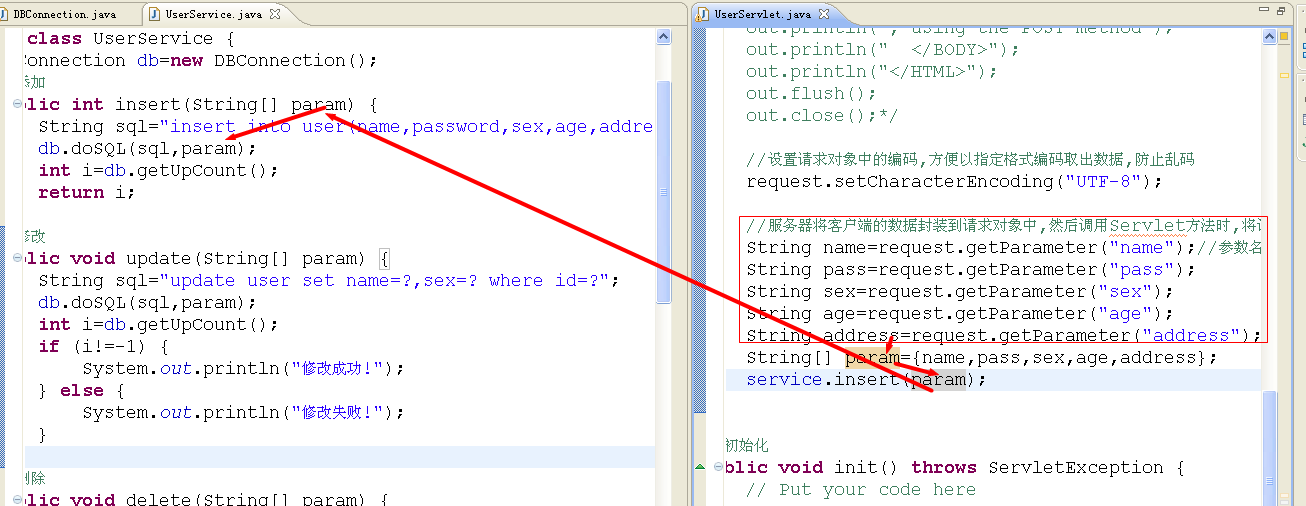 DBConnection.java
UserService.java
class UserService {
Connection db=new DBConnection();
添加
lic int insert(String[] param) {
String sql="insert into user(name,password,sex,age,addre
db.doSQL(sql,param);
int i=db.getUpCount();
return i;
修改
lic void update(String[] param) {
String sql="update user set name=?,sex=? where id=?";
db.doSQL(sql,param);
int i=db.getUpCount();
if (i!=-1) {
System.out.println("修改成功!");
} else {
System.out.println("修改失败!");
}
删除
lic void delete(String[] param) {
UserServlet.java
out.println(", using the POST method");
out.println("  </BODY>");
out.println("</HTML>");
out.flush();
out.close();*/
//设置请求对象中的编码,方便以指定格式编码取出数据,防止乱码
request.setCharacterEncoding("UTF-8");
//服务器将客户端的数据封装到请求对象中,然后调用Servlet方法时,将
String name=request.getParameter("name");//参数名
String pass=request.getParameter("pass");
String sex=request.getParameter("sex");
String age=request.getParameter("age");
String address=request.getParameter("address");
String[] param={name,pass,sex,age,address};
service.insert(param);
初始化
blic void init() throws ServletException {
// Put your code here